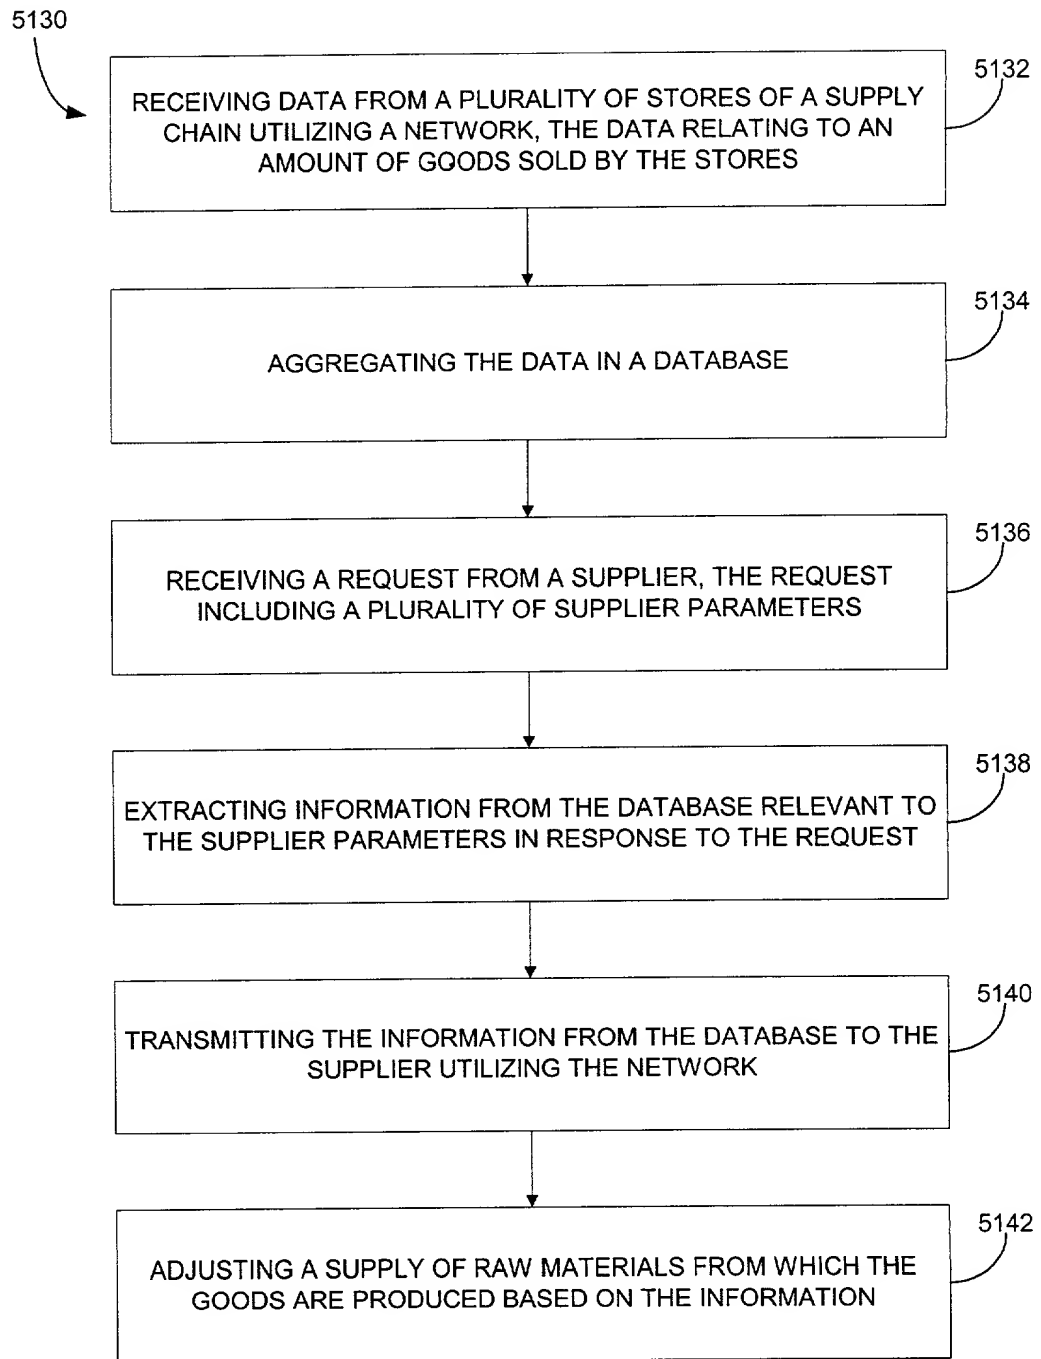 5130
5132
RECEIVING DATA FROM A PLURALITY OF STORES OF A SUPPLY
CHAIN UTILIZING A NETWORK, THE DATA RELATING TO AN
AMOUNT OF GOODS SOLD BY THE STORES
5134
AGGREGATING THE DATA IN A DATABASE
5136
RECEIVING A REQUEST FROM A SUPPLIER, THE REQUEST
INCLUDING A PLURALITY OF SUPPLIER PARAMETERS
5138
EXTRACTING INFORMATION FROM THE DATABASE RELEVANT TO
THE SUPPLIER PARAMETERS IN RESPONSE TO THE REQUEST
5140
TRANSMITTING THE INFORMATION FROM THE DATABASE TO THE
SUPPLIER UTILIZING THE NETWORK
5142
ADJUSTING A SUPPLY OF RAW MATERIALS FROM WHICH THE
GOODS ARE PRODUCED BASED ON THE INFORMATION